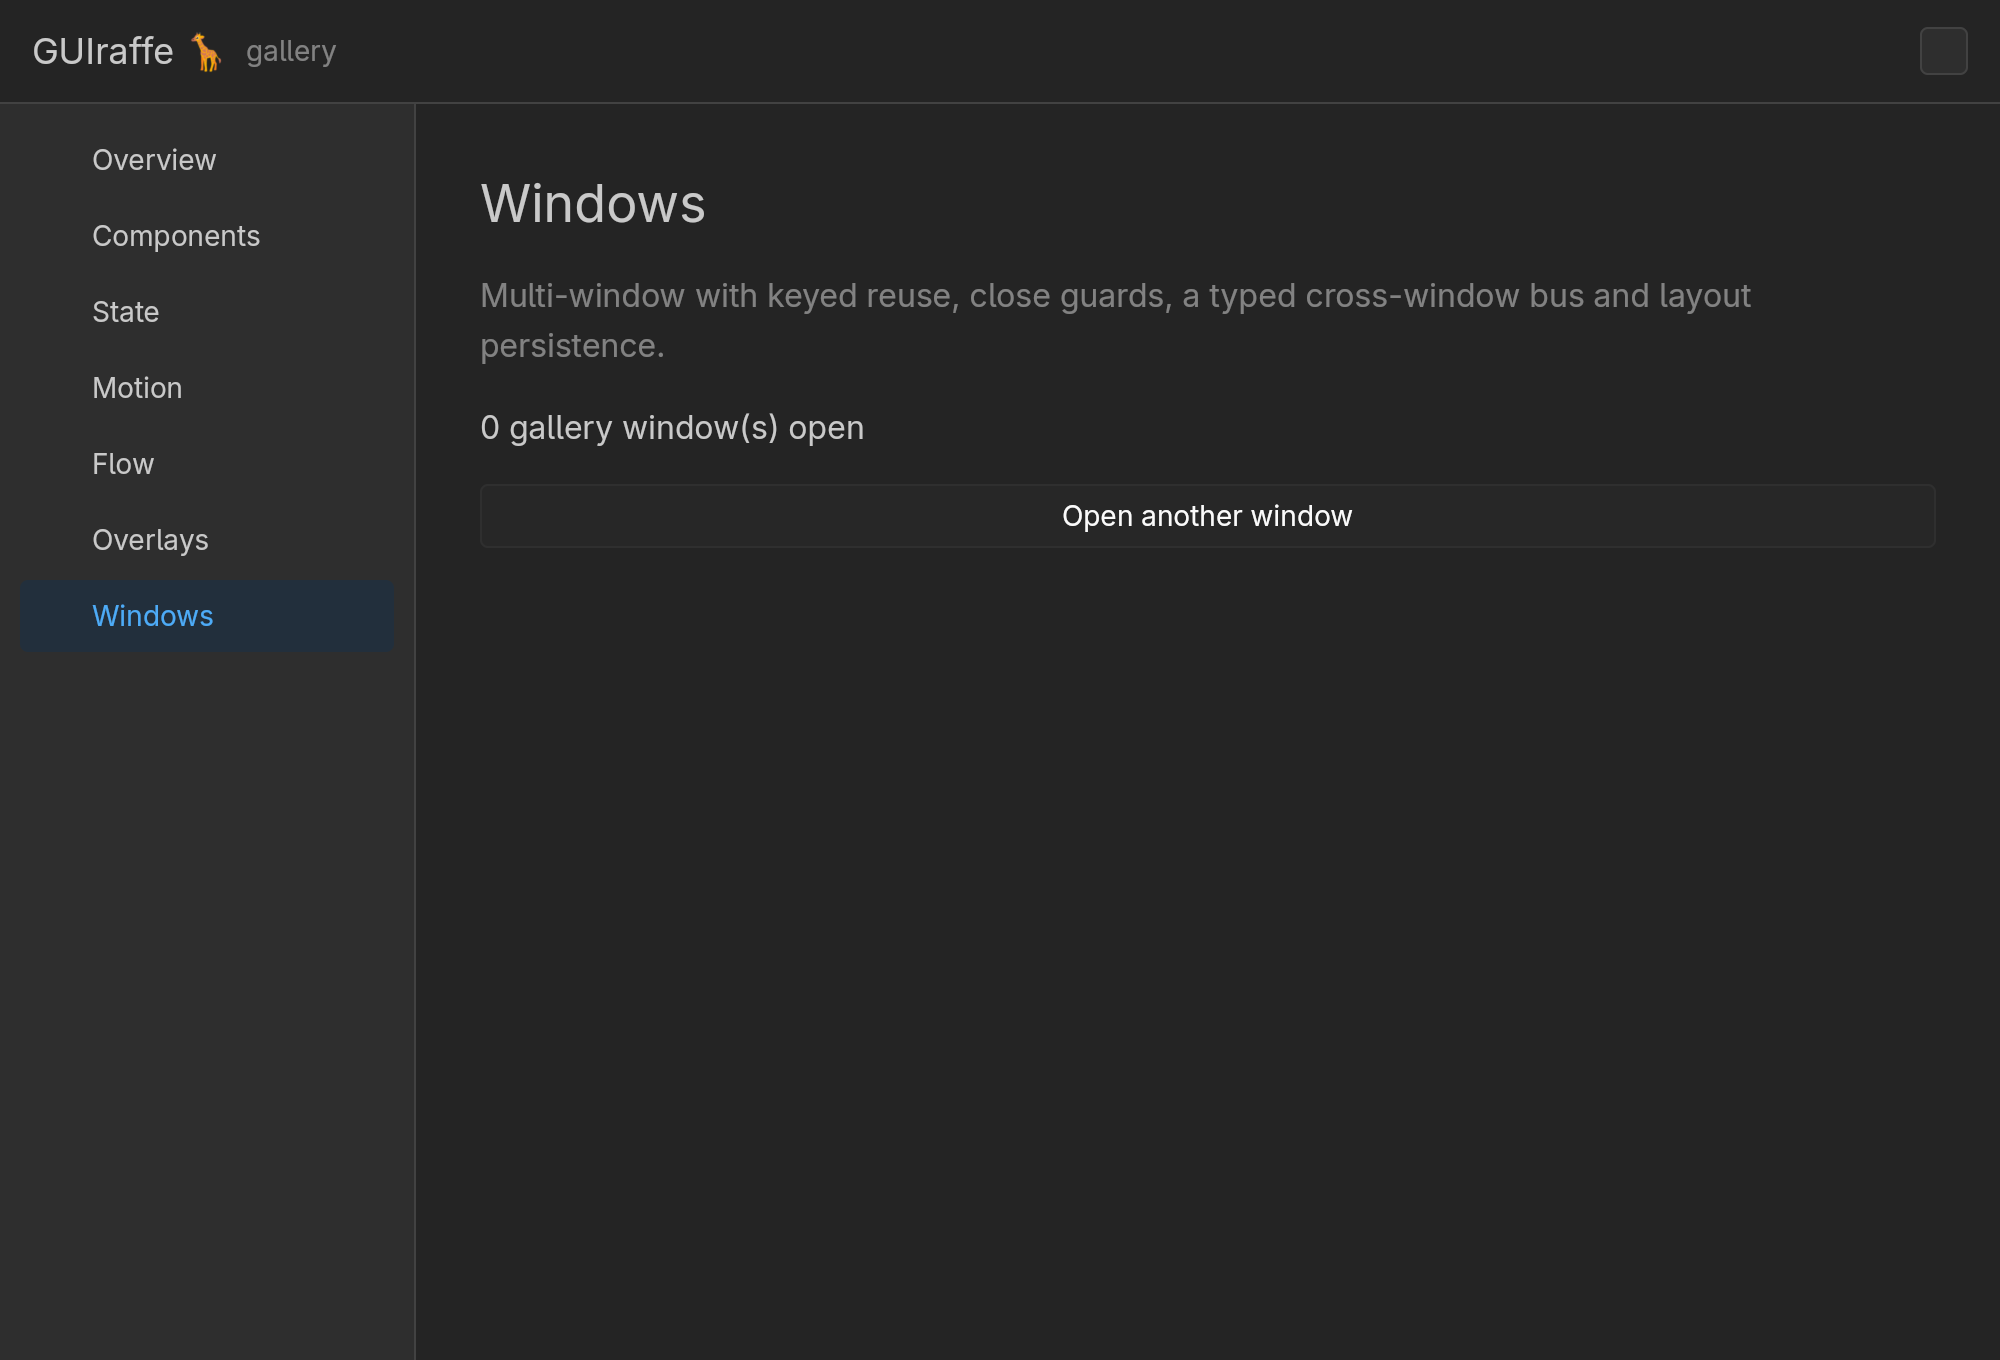 GUIraffe 🦒 gallery
Overview
Components
State
Motion
Flow
Overlays
Windows
Windows
Multi-window with keyed reuse, close guards, a typed cross-window bus and layout
persistence.
0 gallery window(s) open
Open another window